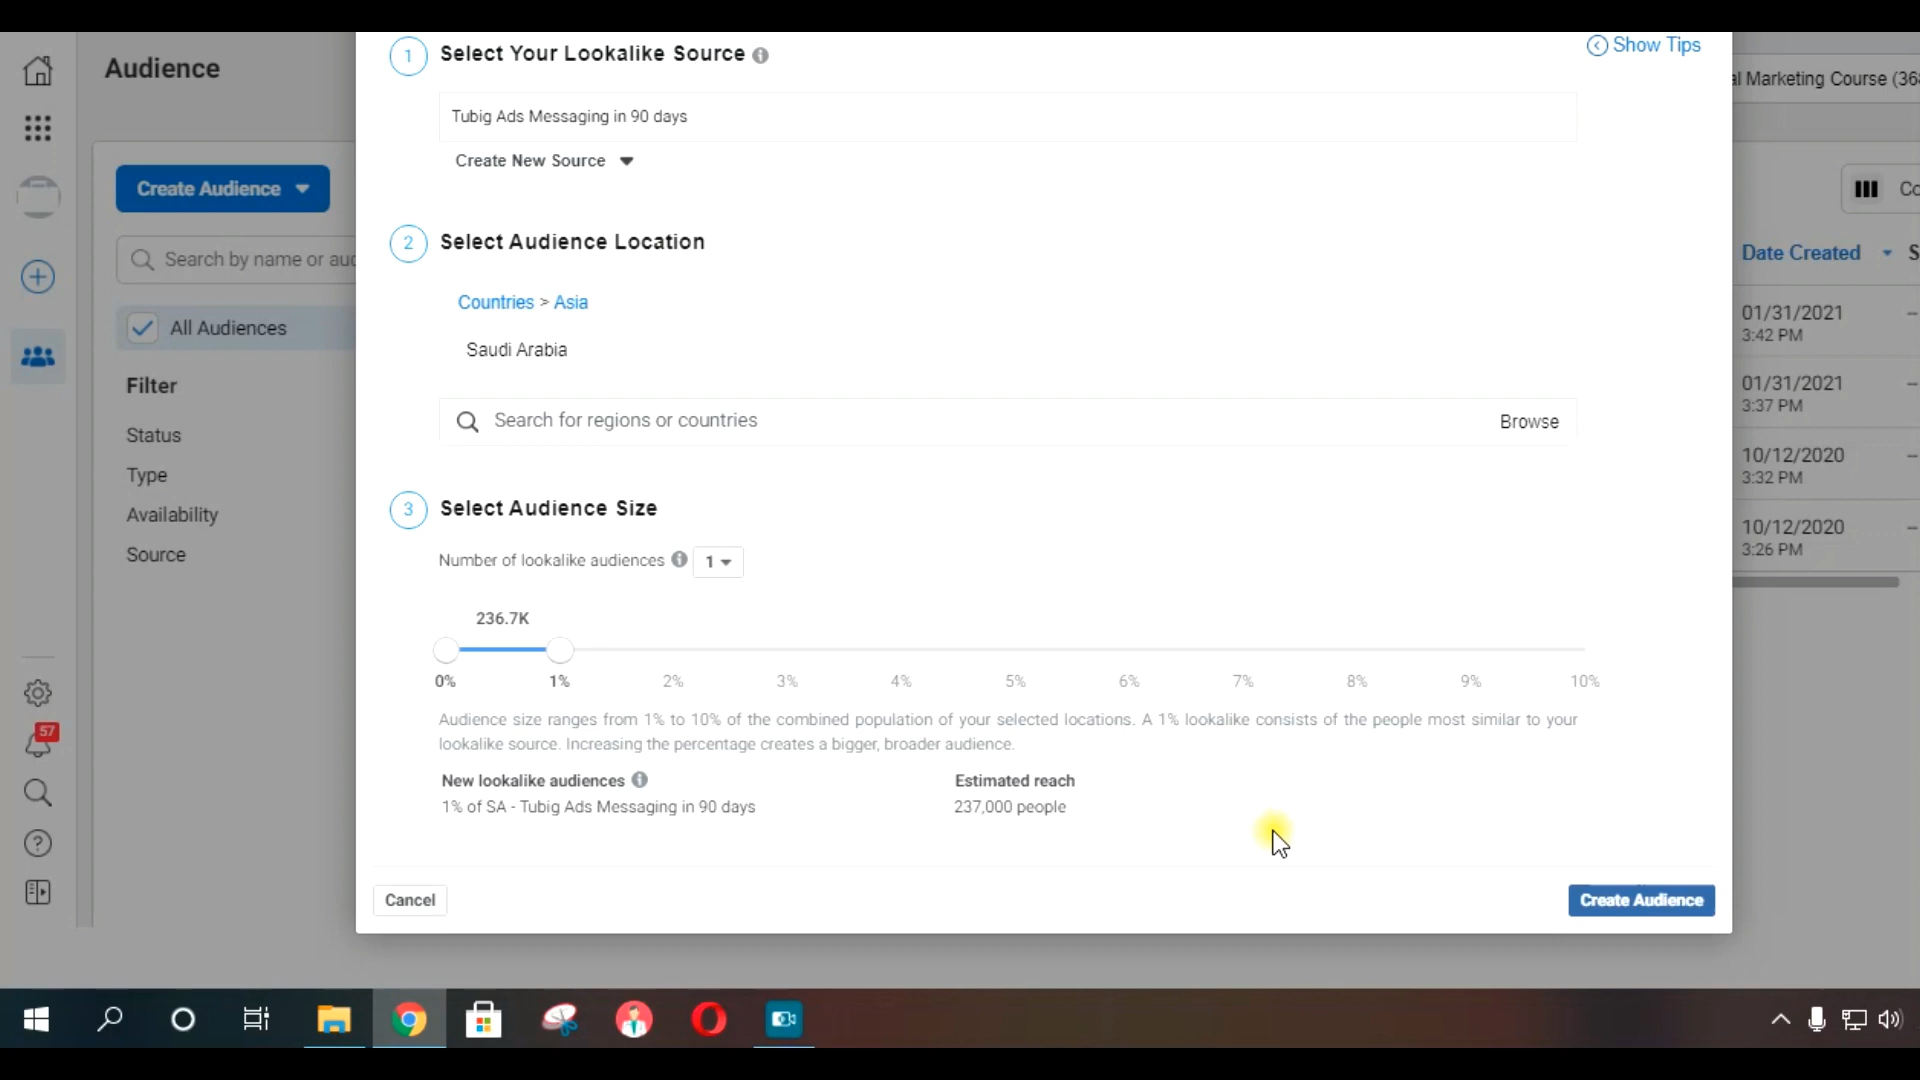 Audience
Create Audience
Search by name or aud
All Audiences
Filter
Status
Type
Availability
Source
57
1
Select Your Lookalike Source
Show Tips
Tubig Ads Messaging in 90 days
Create New Source
2
Select Audience Location
Countries > Asia
Saudi Arabia
Search for regions or countries
Browse
3
Select Audience Size
Number of lookalike audiences
1
236.7K
0% 1% 2% 3% 4% 5% 6% 7% 8% 9% 10%
Audience size ranges from 1% to 10% of the combined population of your selected locations. A 1% lookalike consists of the people most similar to your
lookalike source. Increasing the percentage creates a bigger, broader audience.
New lookalike audiences
Estimated reach
1% of SA - Tubig Ads Messaging in 90 days
237,000 people
Cancel
Create Audience
al Marketing Course (368
Co
Date Created
S
01/31/2021
3:42 PM
01/31/2021
3:37 PM
10/12/2020
3:32 PM
10/12/2020
3:26 PM